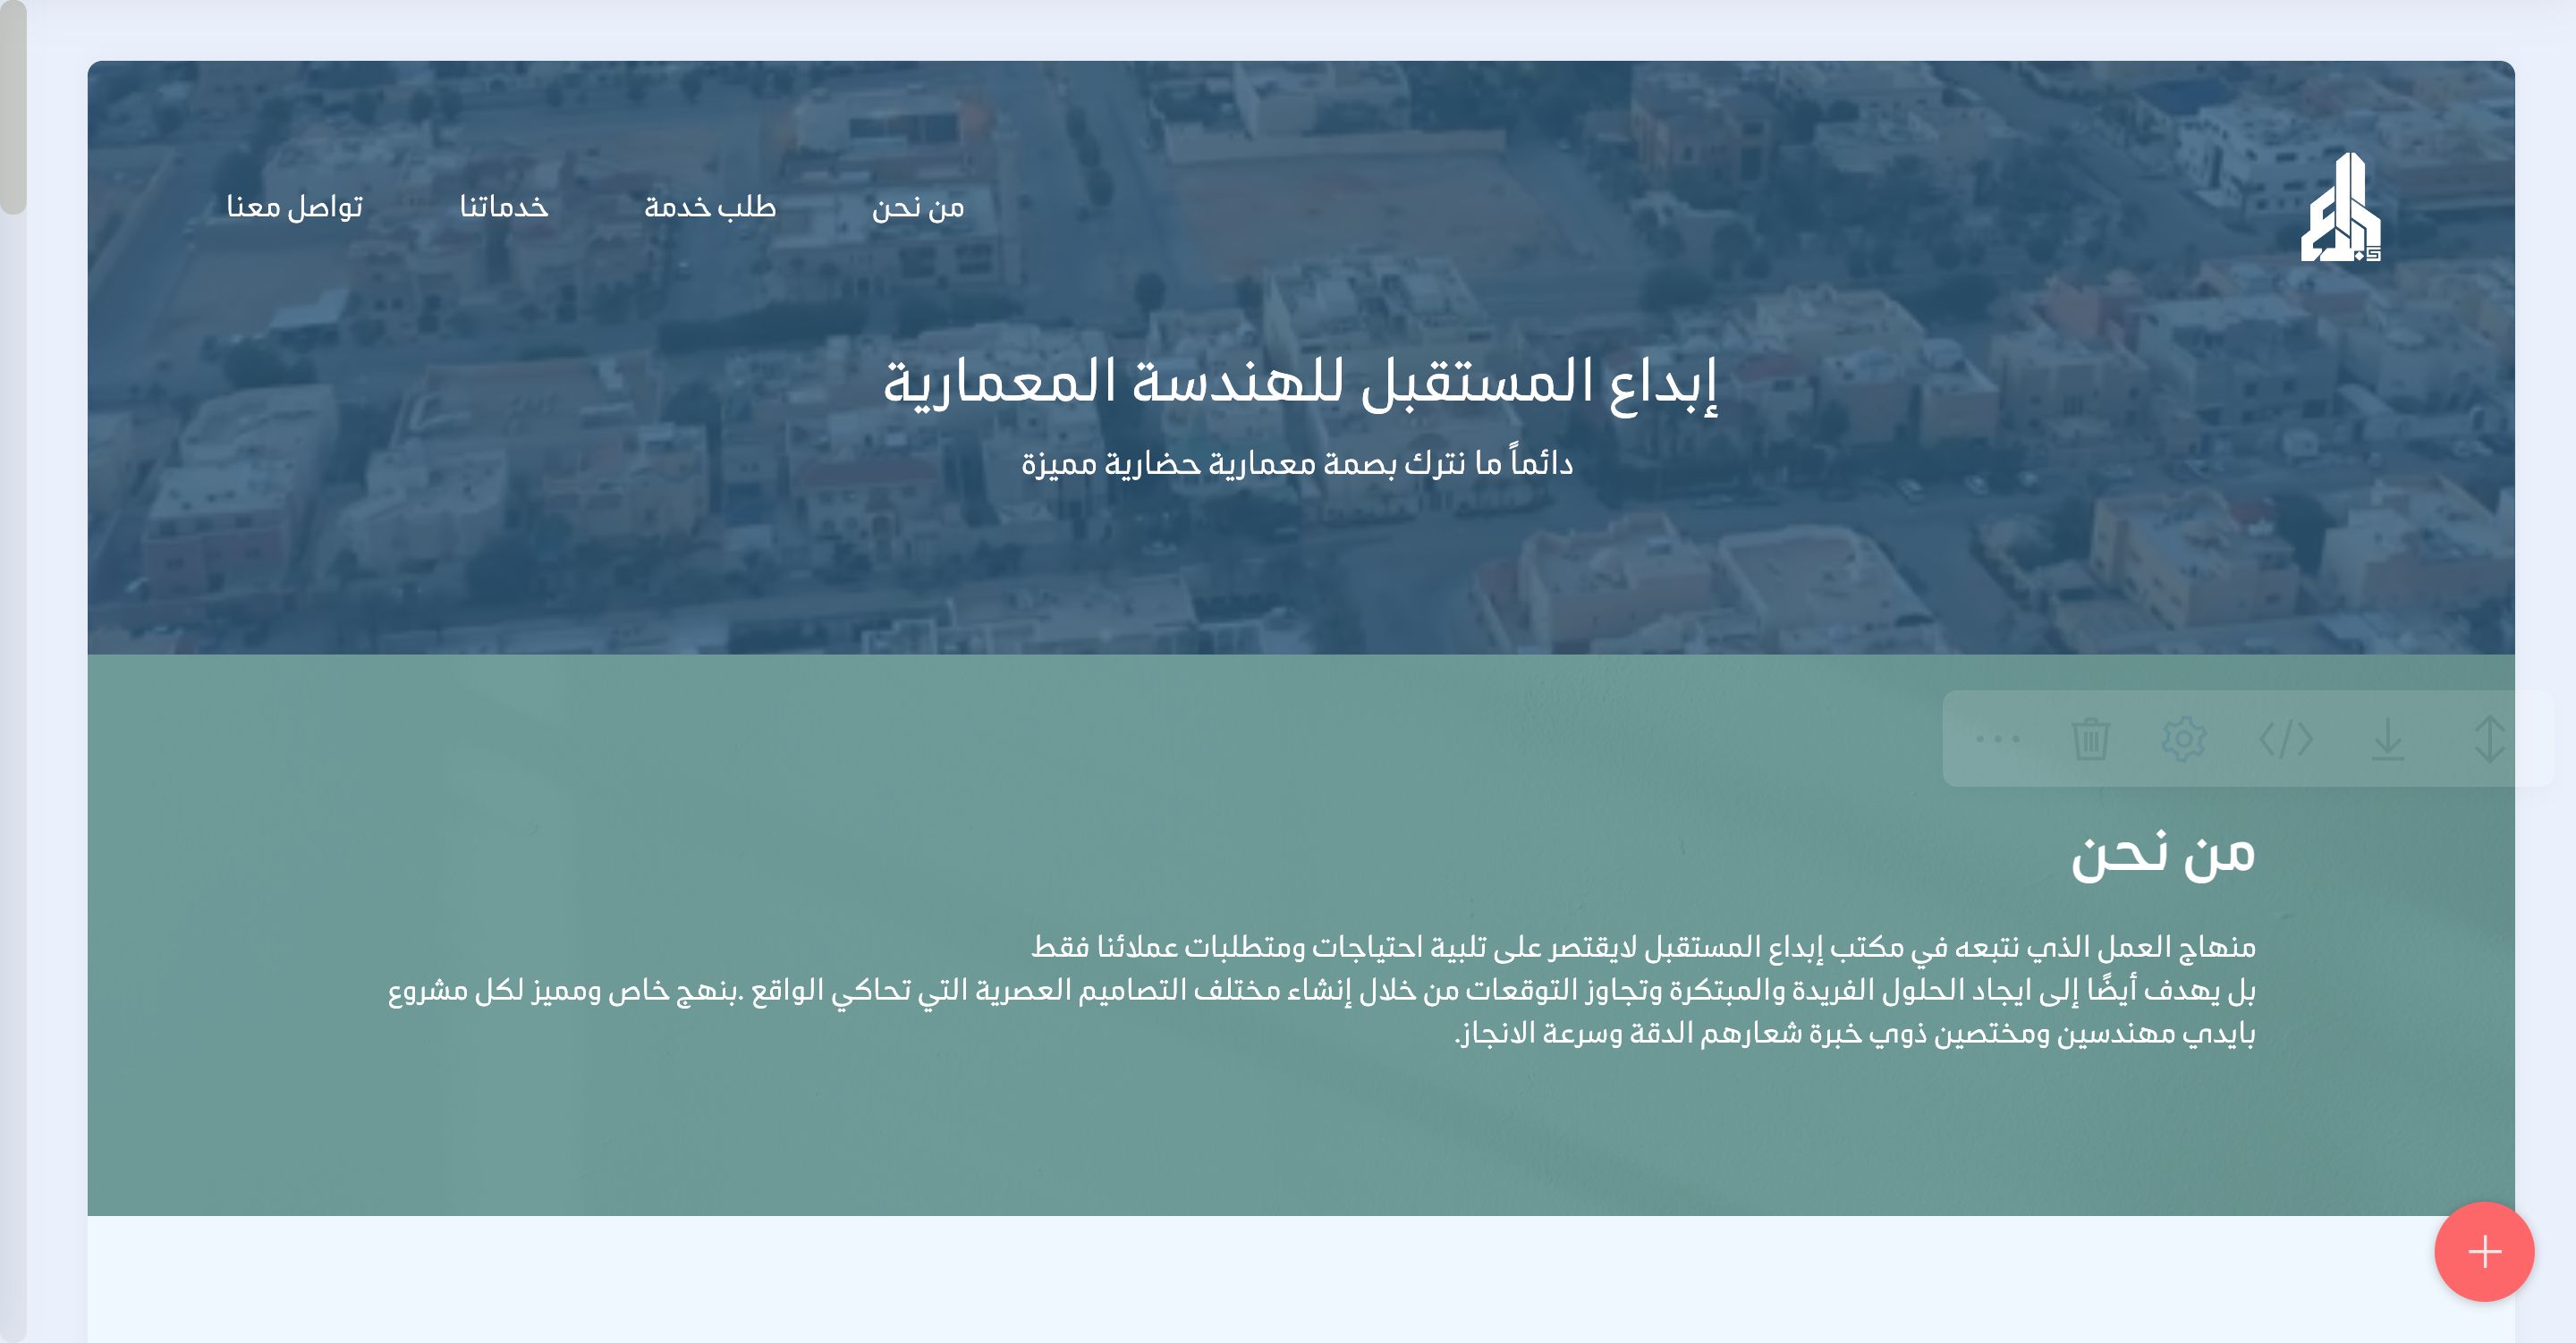 من نحن
طلب خدمة
خدماتنا
تواصل معنا
إبداع المستقبل للهندسة المعمارية
دائماً ما نترك بصمة معمارية حضارية مميزة
من نحن
منهاج العمل الذي نتبعه في مكتب إبداع المستقبل لايقتصر على تلبية احتياجات ومتطلبات عملائنا فقط
بل يهدف أيضًا إلى ايجاد الحلول الفريدة والمبتكرة وتجاوز التوقعات من خلال إنشاء مختلف التصاميم العصرية التي تحاكي الواقع .بنهج خاص ومميز لكل مشروع
بايدي مهندسين ومختصين ذوي خبرة شعارهم الدقة وسرعة الانجاز.